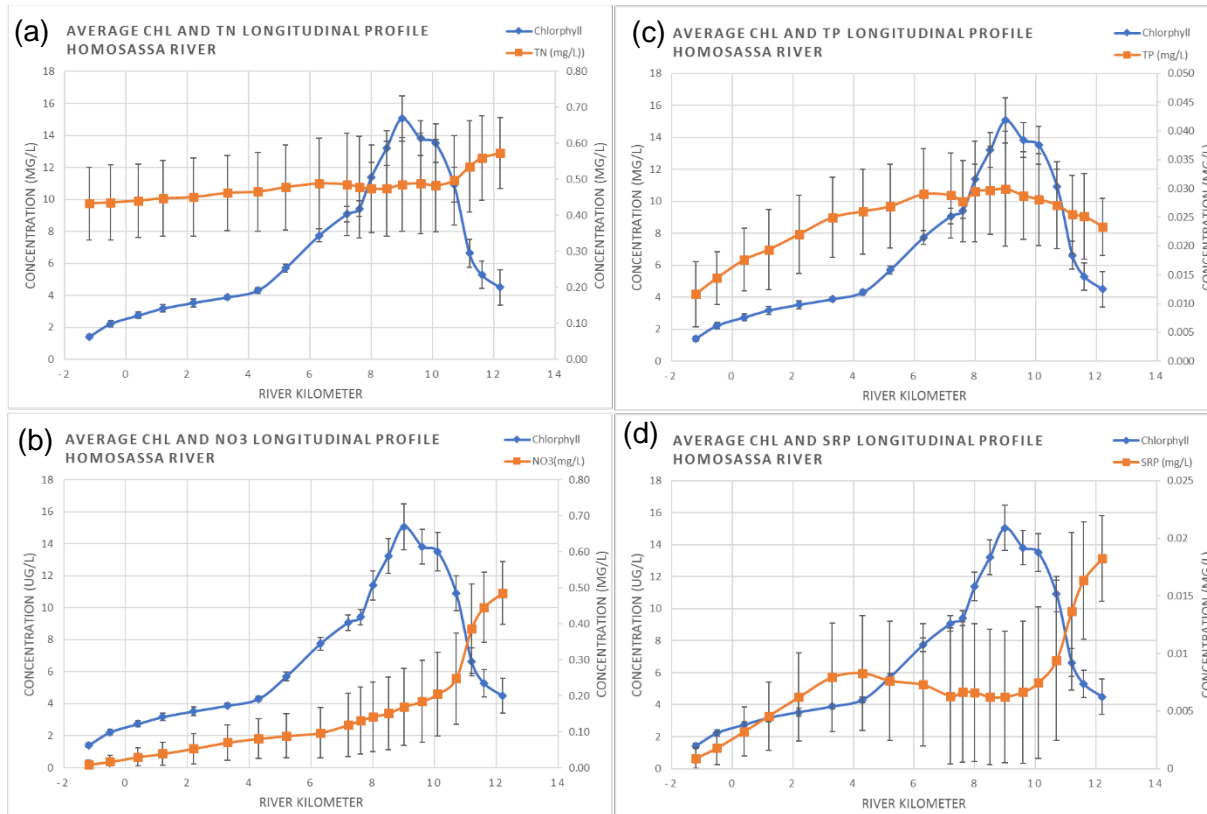 (a)
AVERAGE CHL AND TN LONGITUDINAL PROFILE
HOMOSASSA RIVER
Chlorphyll
TN (mg/L))
CONCENTRATION (MG/L)
18
16
14
12
10
8
6
4
2
0
0.80
0.70
0.60
0.50
0.40
0.30
0.20
0.10
0.00
CONCENTRATION (MG/L)
-2 0 2 4 6 8 10 12 14
RIVER KILOMETER
(c)
AVERAGE CHL AND TP LONGITUDINAL PROFILE
HOMOSASSA RIVER
Chlorphyll
TP (mg/L)
CONCENTRATION (MG/L)
18
16
14
12
10
8
6
4
2
0
0.050
0.045
0.040
0.035
0.030
0.025
0.020
0.015
0.010
0.005
0.000
CONCENTRATION (MG/L)
-2 0 2 4 6 8 10 12 14
RIVER KILOMETER
(b)
AVERAGE CHL AND NO3 LONGITUDINAL PROFILE
HOMOSASSA RIVER
Chlorphyll
NO3(mg/L)
CONCENTRATION (UG/L)
18
16
14
12
10
8
6
4
2
0
0.80
0.70
0.60
0.50
0.40
0.30
0.20
0.10
0.00
CONCENTRATION (MG/L)
-2 0 2 4 6 8 10 12 14
RIVER KILOMETER
(d)
AVERAGE CHL AND SRP LONGITUDINAL PROFILE
HOMOSASSA RIVER
Chlorphyll
SRP (mg/L)
CONCENTRATION (UG/L)
18
16
14
12
10
8
6
4
2
0
0.025
0.02
0.015
0.01
0.005
0
CONCENTRATION (MG/L)
-2 0 2 4 6 8 10 12 14
RIVER KILOMETER